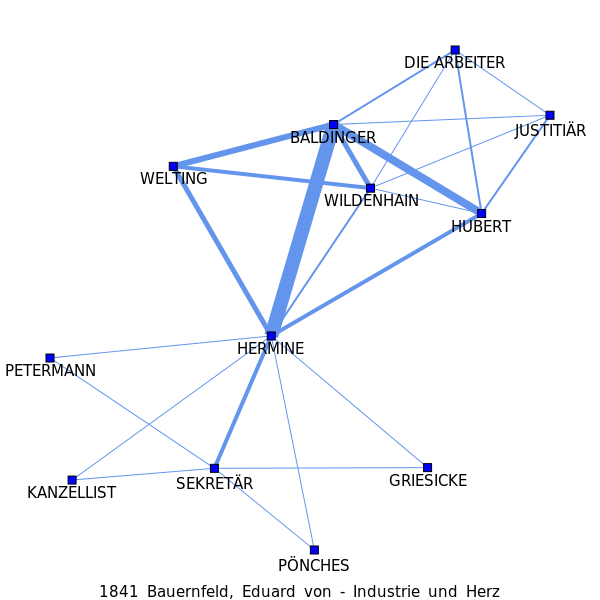 DIE ARBEITER
JUSTITIÄR
BALDINGER
WELTING
WILDENHAIN
HUBERT
HERMINE
PETERMANN
SEKRETÄR
GRIESICKE
KANZELLIST
PÖNCHES
1841 Bauernfeld, Eduard von - Industrie und Herz